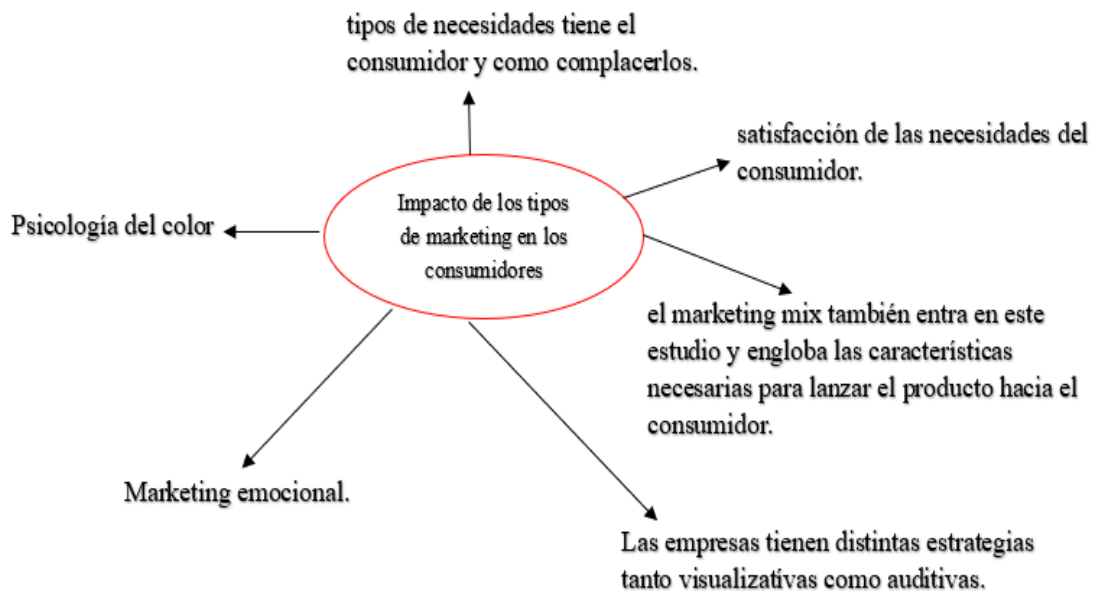 tipos de necesidades tiene el
consumidor y como complacerlos.
satisfacción de las necesidades del
consumidor.
Impacto de los tipos
de marketing en los
consumidores
Psicología del color
el marketing mix también entra en este
estudio y engloba las características
necesarias para lanzar el producto hacia el
consumidor.
Marketing emocional.
Las empresas tienen distintas estrategias
tanto visualizatívas como auditivas.